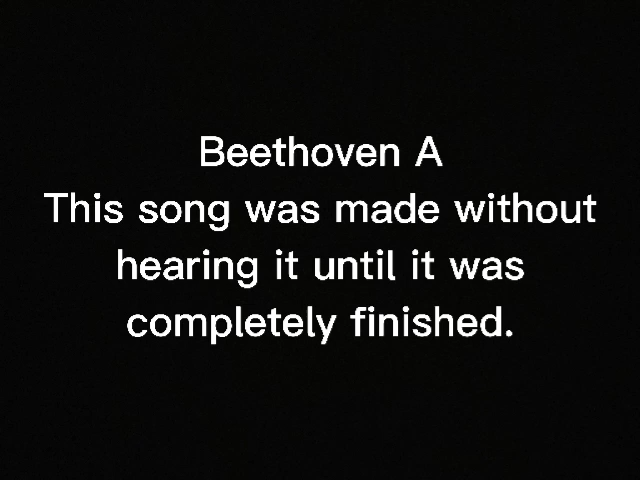 Beethoven A
This song was made without
hearing it until it was
completely finished.